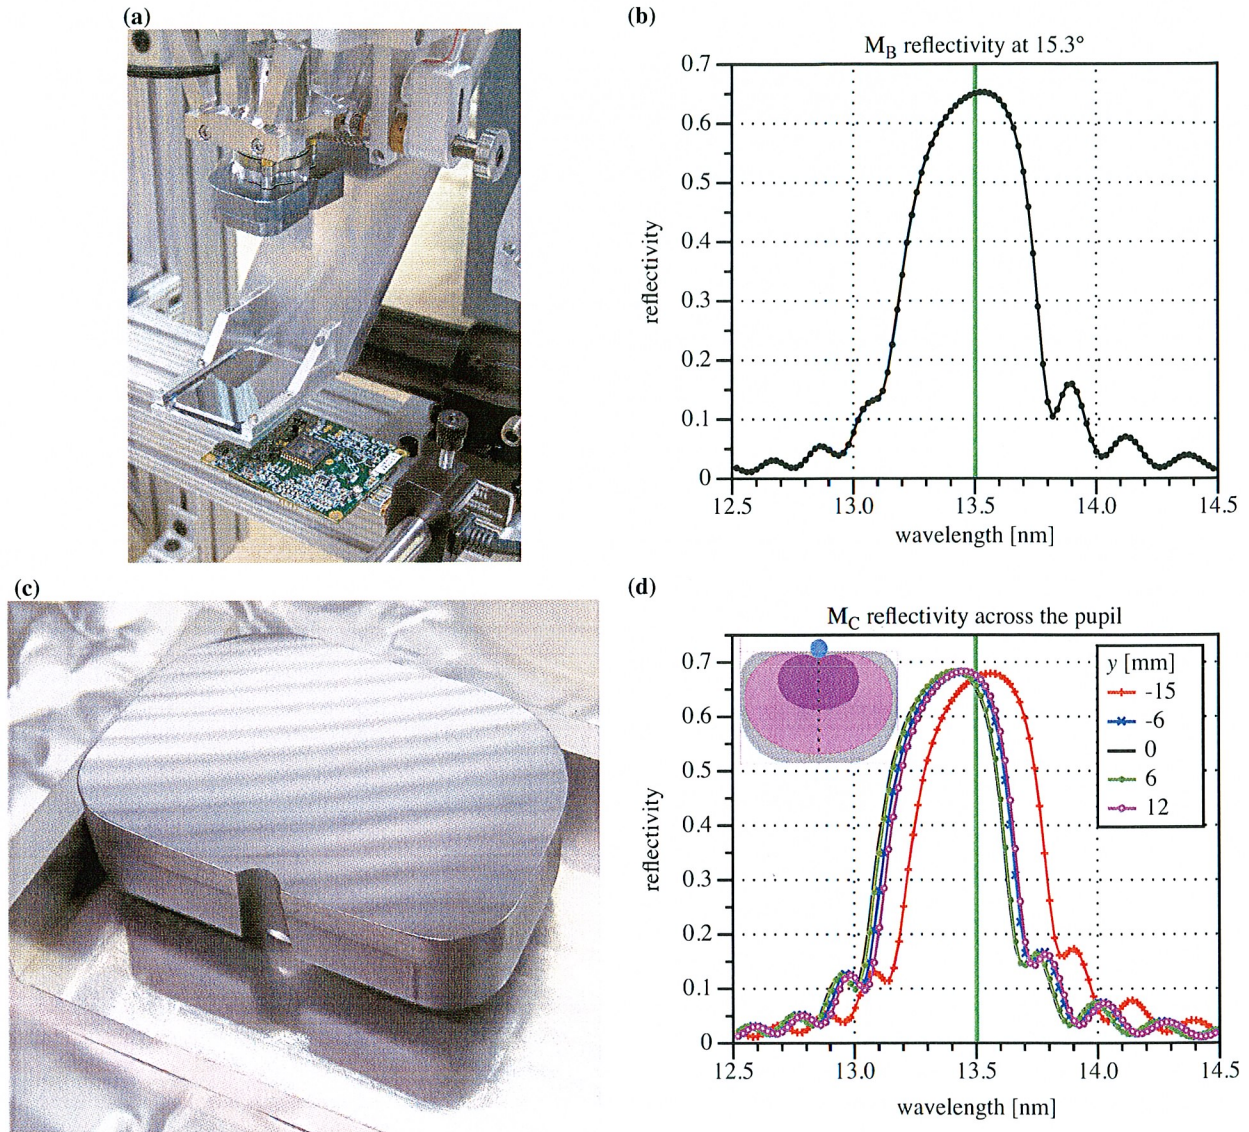 (a)
(b)
M_B reflectivity at 15.3°
0.7
0.6
0.5
0.4
0.3
0.2
0.1
0
reflectivity
12.5 13.0 13.5 14.0 14.5
wavelength [nm]
(c)
(d)
M_C reflectivity across the pupil
0.7
0.6
0.5
0.4
0.3
0.2
0.1
0
reflectivity
y [mm]
-15
-6
0
6
12
12.5 13.0 13.5 14.0 14.5
wavelength [nm]